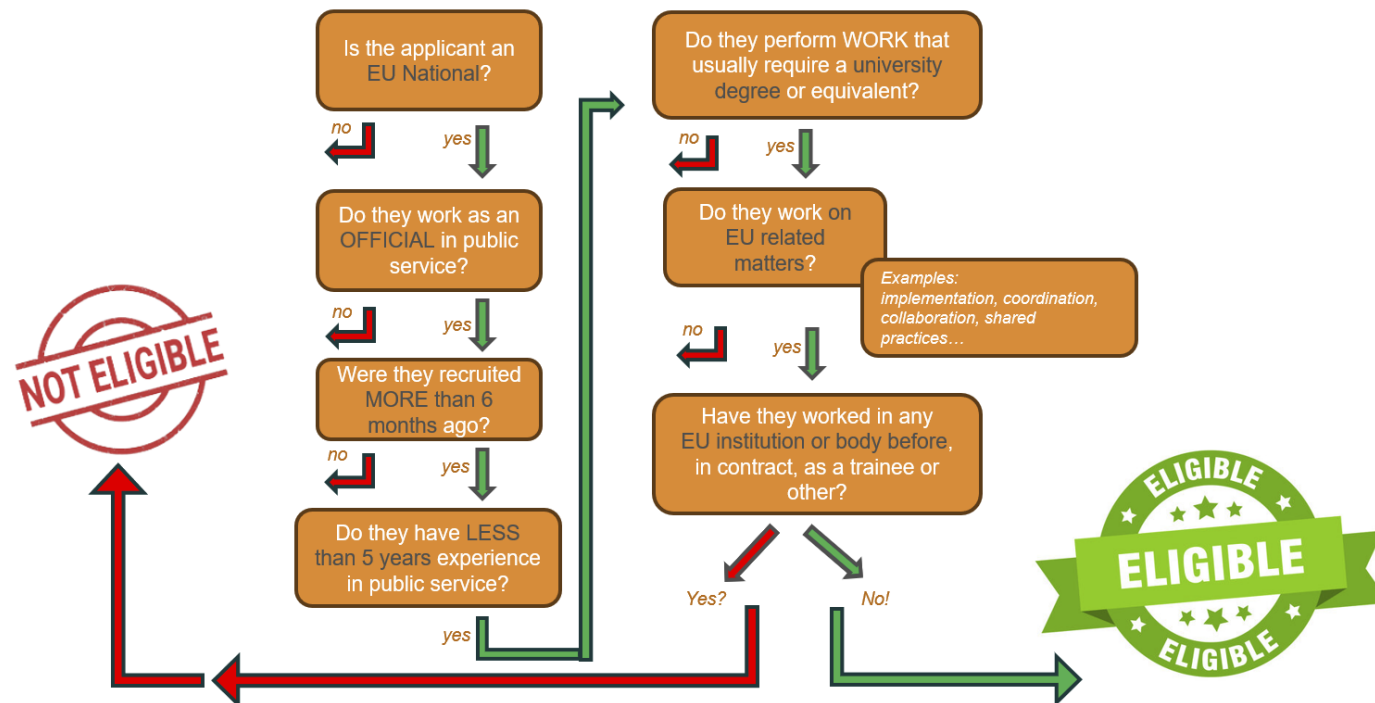 Is the applicant an
EU National?
no
yes
Do they work as an
OFFICIAL in public
service?
no
yes
Were they recruited
MORE than 6
months ago?
no
yes
Do they have LESS
than 5 years experience
in public service?
yes
Do they perform WORK that
usually require a university
degree or equivalent?
no
yes
Do they work on
EU related
matters?
Examples:
implementation, coordination,
collaboration, shared
practices…
no
yes
Have they worked in any
EU institution or body before,
in contract, as a trainee or
other?
Yes?
No!
NOT ELIGIBLE
ELIGIBLE
ELIGIBLE
ELIGIBLE